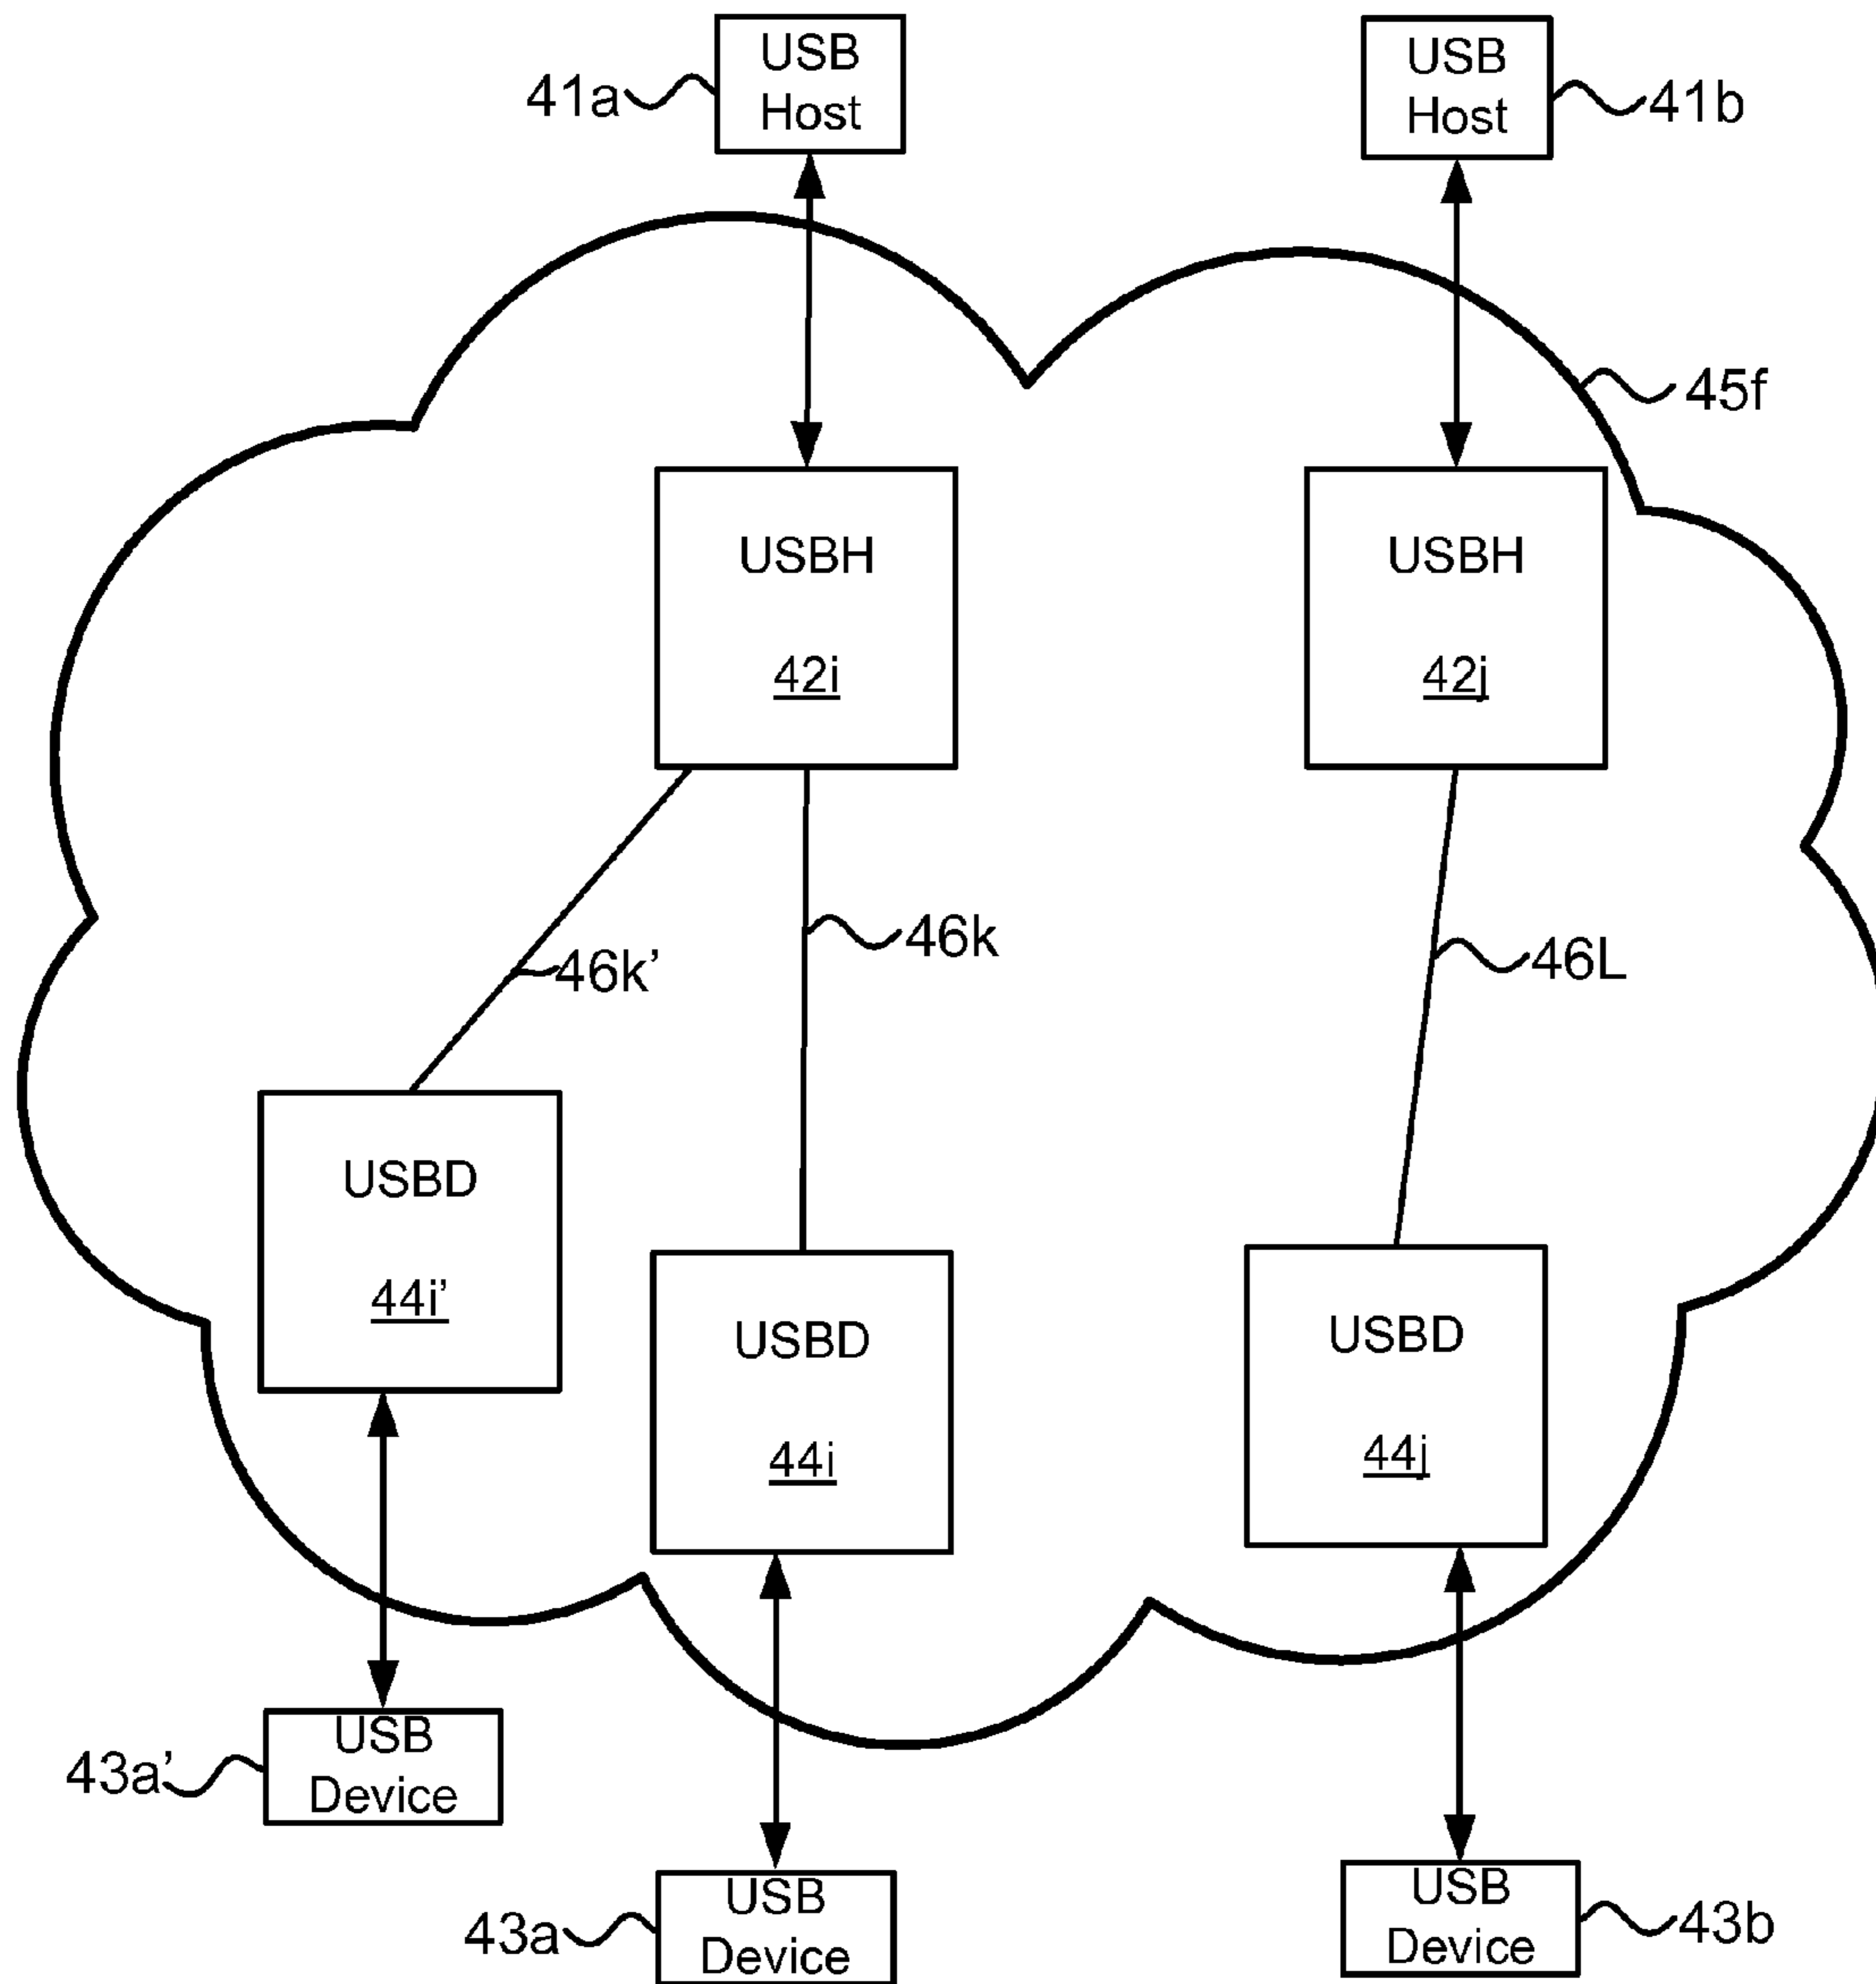 USB
Host
41a
USB
Host
41b
45f
USBH
42i
USBH
42j
46k’
46k
46L
USBD
44i’
USBD
44i
USBD
44j
USB
Device
43a’
USB
Device
43a
USB
Device
43b